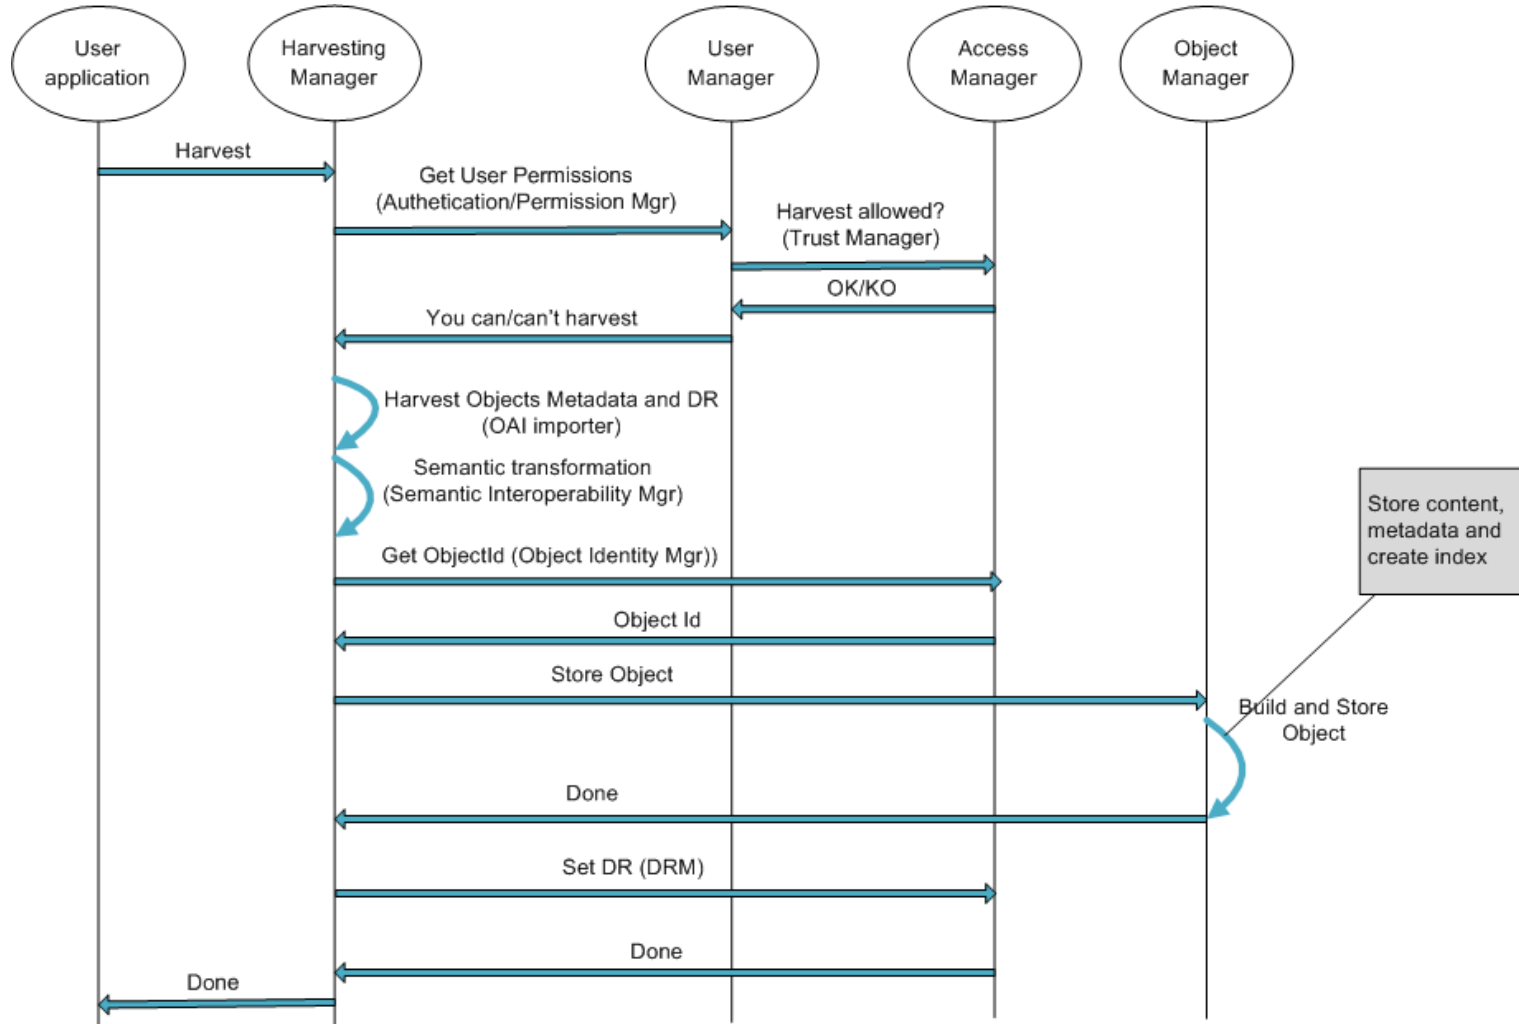 User
application
Harvesting
Manager
User
Manager
Access
Manager
Object
Manager
Harvest
Get User Permissions
(Authetication/Permission Mgr)
Harvest allowed?
(Trust Manager)
OK/KO
You can/can't harvest
Harvest Objects Metadata and DR
(OAI importer)
Semantic transformation
(Semantic Interoperability Mgr)
Store content,
metadata and
create index
Get ObjectId (Object Identity Mgr))
Object Id
Store Object
Build and Store
Object
Done
Set DR (DRM)
Done
Done